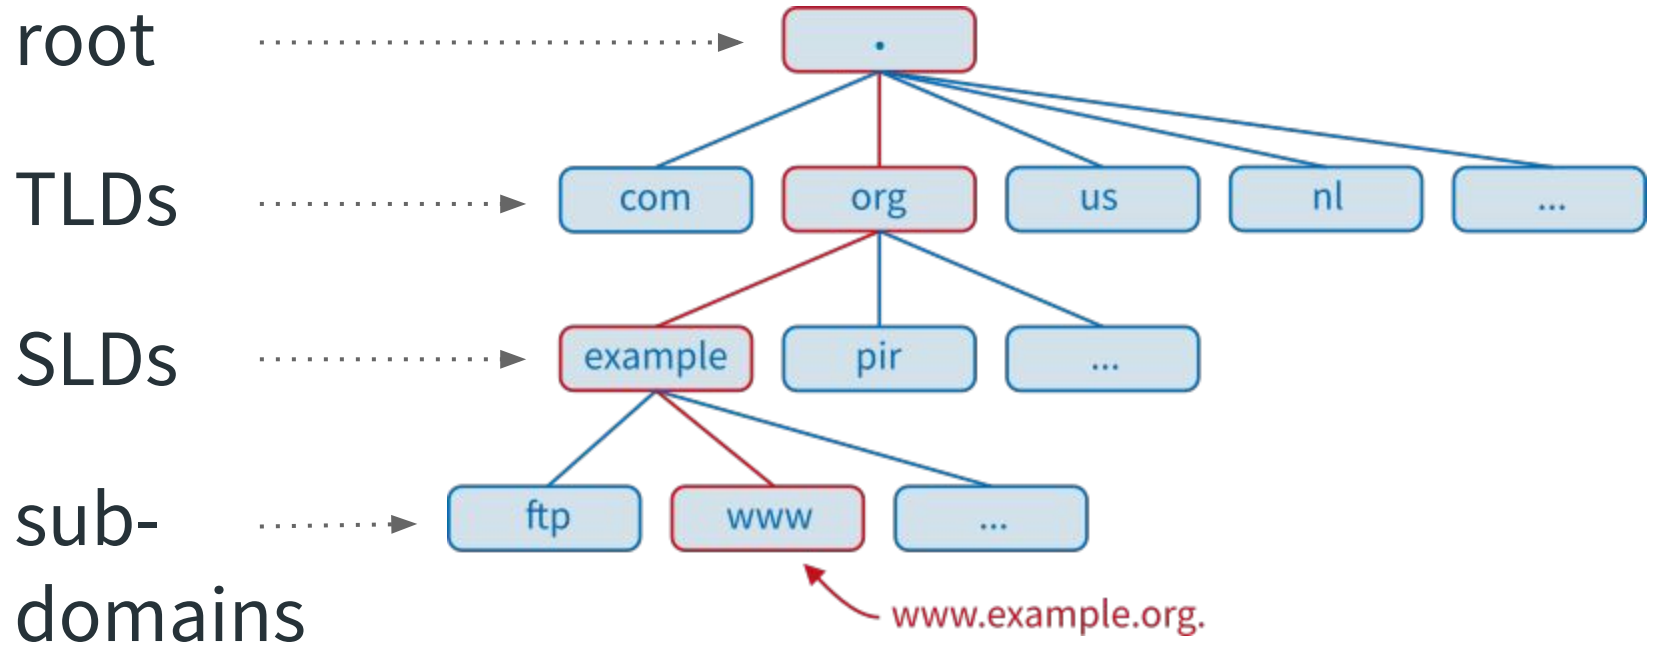 root
.
TLDs
com
org
us
nl
...
SLDs
example
pir
...
sub-
domains
ftp
www
...
www.example.org.